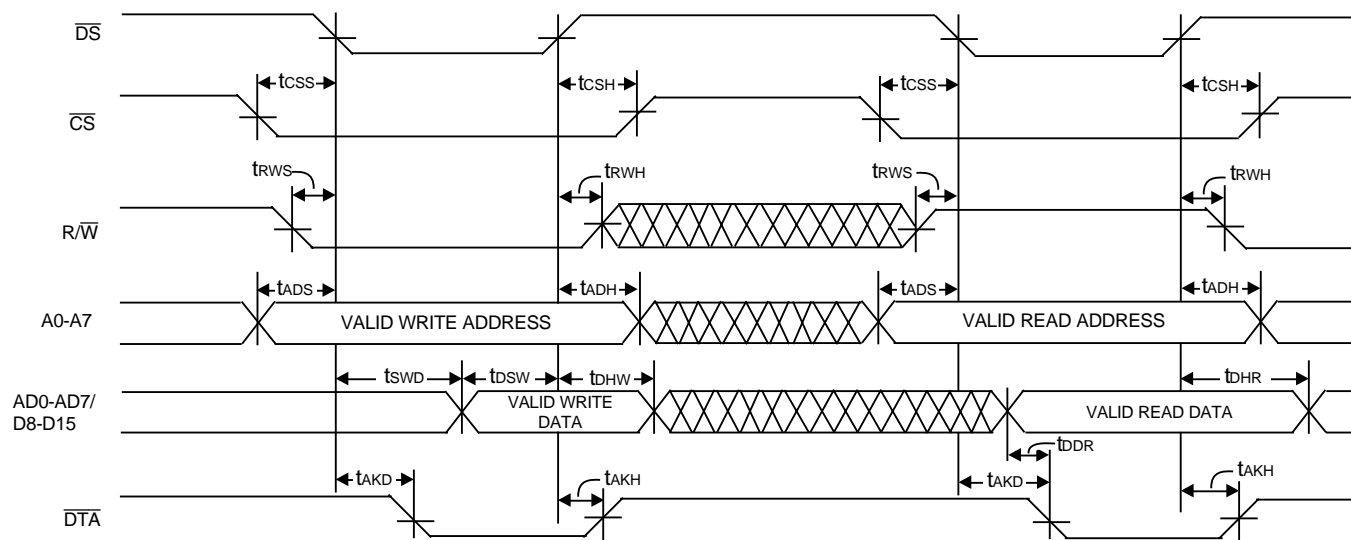 DS
tCSS tCSH tCSS tCSH
CS
tRWS tRWH tRWS tRWH
R/W
tADS tADH tADS tADH
A0-A7 VALID WRITE ADDRESS VALID READ ADDRESS
tSWD tDSW tDHW tDHR
AD0-AD7/
D8-D15
VALID WRITE
DATA
VALID READ DATA
tDDR
tAKD tAKH tAKD tAKH
DTA